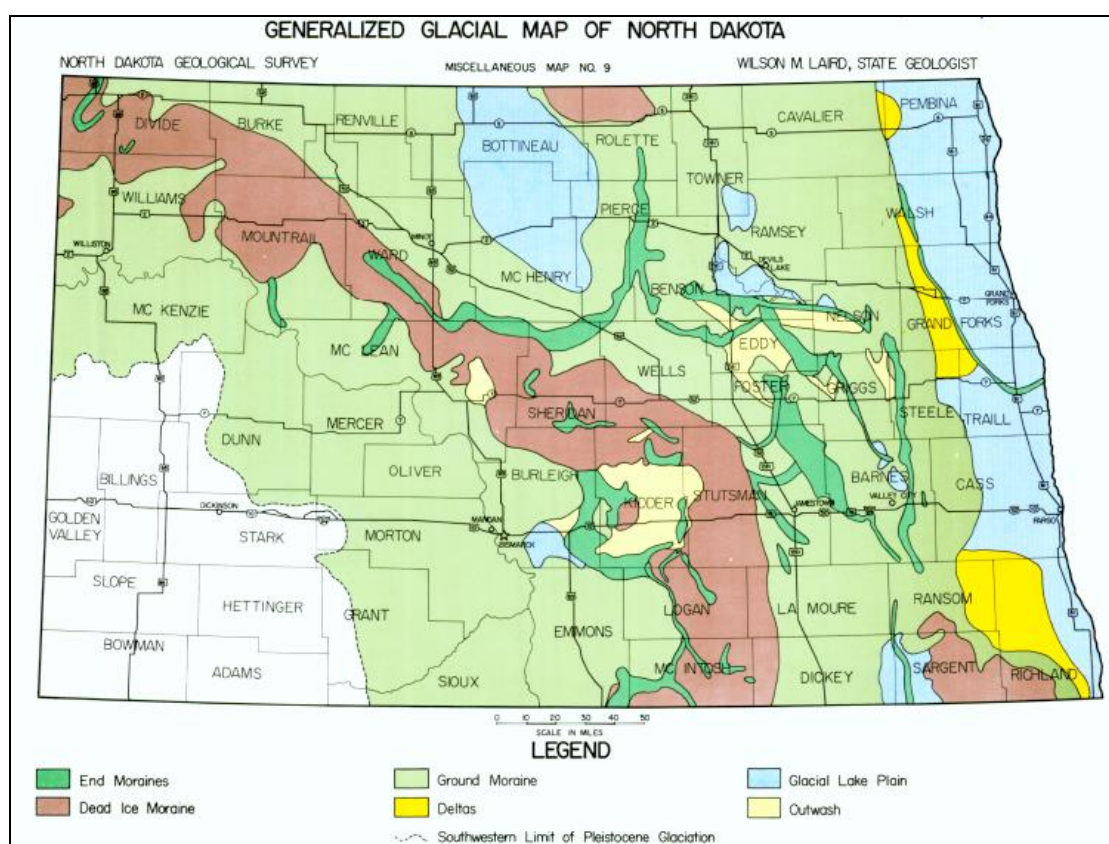 GENERALIZED GLACIAL MAP OF NORTH DAKOTA
NORTH DAKOTA GEOLOGICAL SURVEY MISCELLANEOUS MAP NO. 9 WILSON M. LAIRD, STATE GEOLOGIST
DIVIDE
BURKE
RENVILLE
BOTTINEAU
ROLETTE
CAVALIER
PEMBINA
TOWNER
WILLIAMS
MOUNTRAIL
WARD
MINOT
MC HENRY
PIERCE
RAMSEY
WALSH
WILLISTON
DEVILS LAKE
BENSON
NELSON
GRAND FORKS
GRAND FORKS
MC KENZIE
MC LEAN
WELLS
EDDY
FOSTER
GRIGGS
STEELE
TRAILL
DUNN
MERCER
SHERIDAN
OLIVER
BURLEIGH
KIDDER
STUTSMAN
BARNES
CASS
BILLINGS
GOLDEN VALLEY
DICKINSON
STARK
MORTON
MANDAN
BISMARCK
JAMESTOWN
VALLEY CITY
FARGO
SLOPE
HETTINGER
GRANT
EMMONS
LOGAN
LA MOURE
RANSOM
BOWMAN
ADAMS
SIOUX
MC INTOSH
DICKEY
SARGENT
RICHLAND
0 10 20 30 40 50
SCALE IN MILES
LEGEND
End Moraines Ground Moraine Glacial Lake Plain
Dead Ice Moraine Deltas Outwash
Southwestern Limit of Pleistocene Glaciation